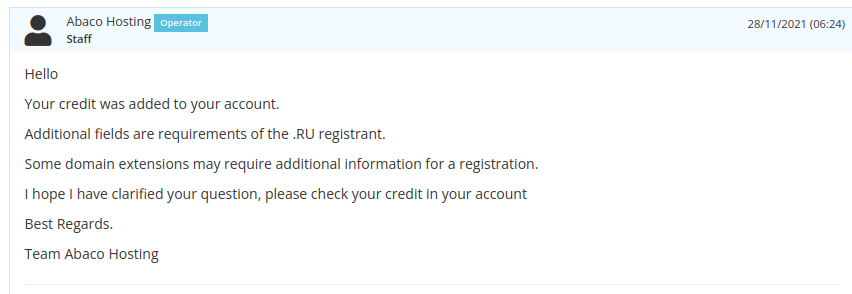 Abaco Hosting Operator 28/11/2021 (06:24)
Staff
Hello
Your credit was added to your account.
Additional fields are requirements of the .RU registrant.
Some domain extensions may require additional information for a registration.
I hope I have clarified your question, please check your credit in your account
Best Regards.
Team Abaco Hosting